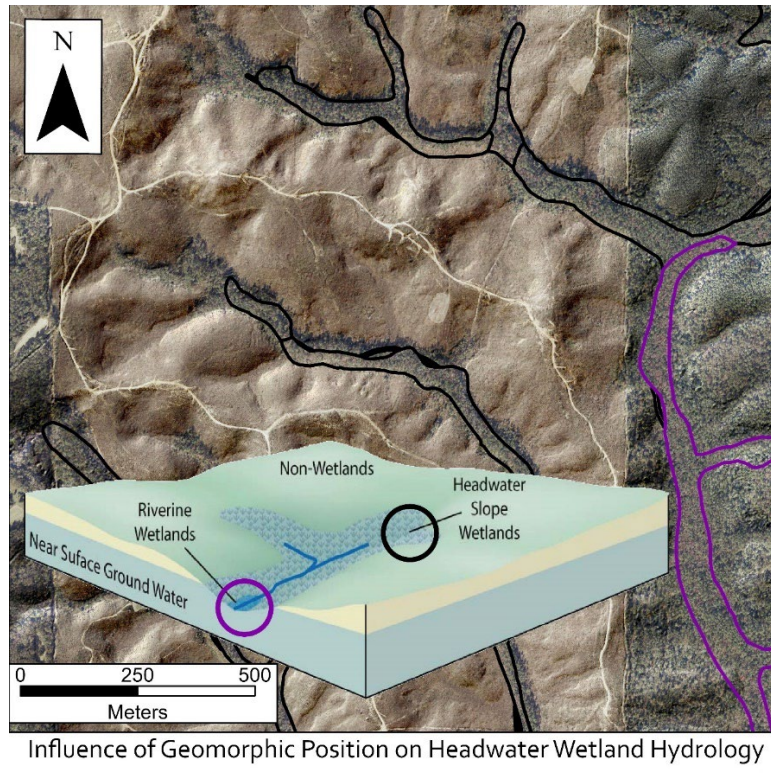 N
Non-Wetlands
Headwater
Slope
Wetlands
Riverine
Wetlands
Near Suface Ground Water
0 250 500
Meters
Influence of Geomorphic Position on Headwater Wetland Hydrology